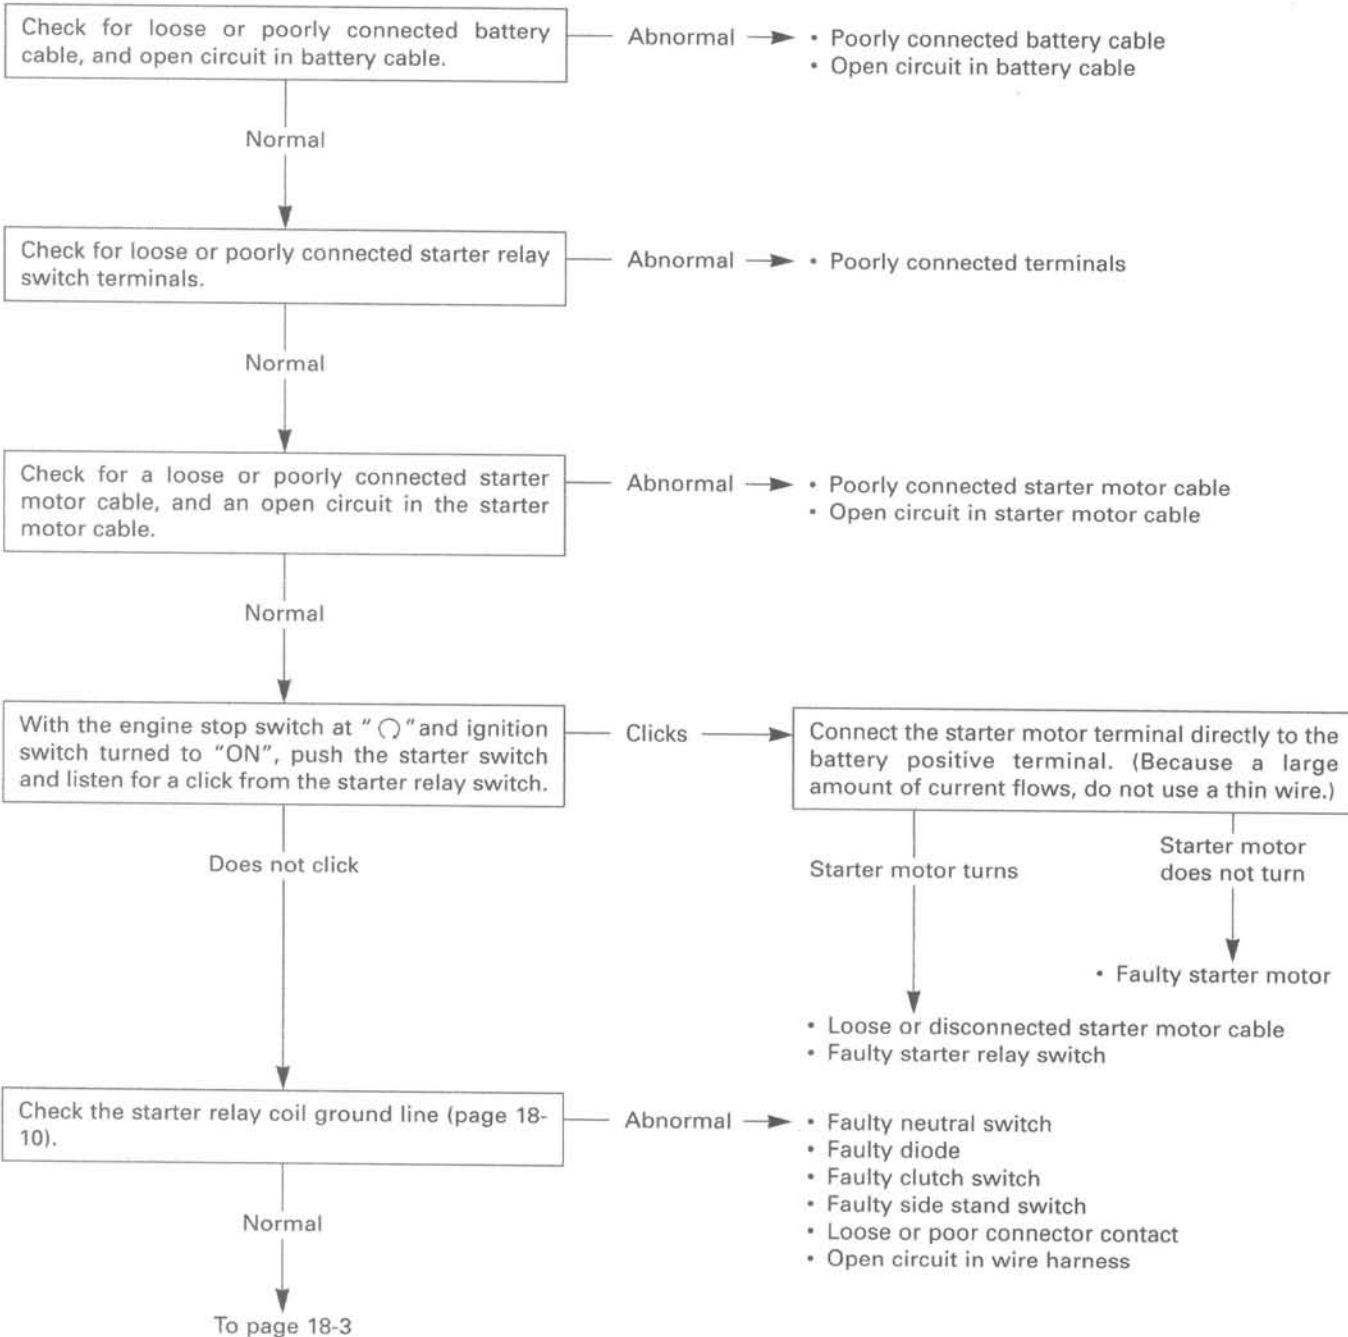 Check for loose or poorly connected battery
cable, and open circuit in battery cable.
Abnormal
• Poorly connected battery cable
• Open circuit in battery cable
Normal
Check for loose or poorly connected starter relay
switch terminals.
Abnormal
• Poorly connected terminals
Normal
Check for a loose or poorly connected starter
motor cable, and an open circuit in the starter
motor cable.
Abnormal
• Poorly connected starter motor cable
• Open circuit in starter motor cable
Normal
With the engine stop switch at " " and ignition
switch turned to "ON", push the starter switch
and listen for a click from the starter relay switch.
Clicks
Connect the starter motor terminal directly to the
battery positive terminal. (Because a large
amount of current flows, do not use a thin wire.)
Does not click
Starter motor turns
Starter motor
does not turn
• Faulty starter motor
• Loose or disconnected starter motor cable
• Faulty starter relay switch
Check the starter relay coil ground line (page 18-
10).
Abnormal
• Faulty neutral switch
• Faulty diode
• Faulty clutch switch
• Faulty side stand switch
• Loose or poor connector contact
• Open circuit in wire harness
Normal
To page 18-3